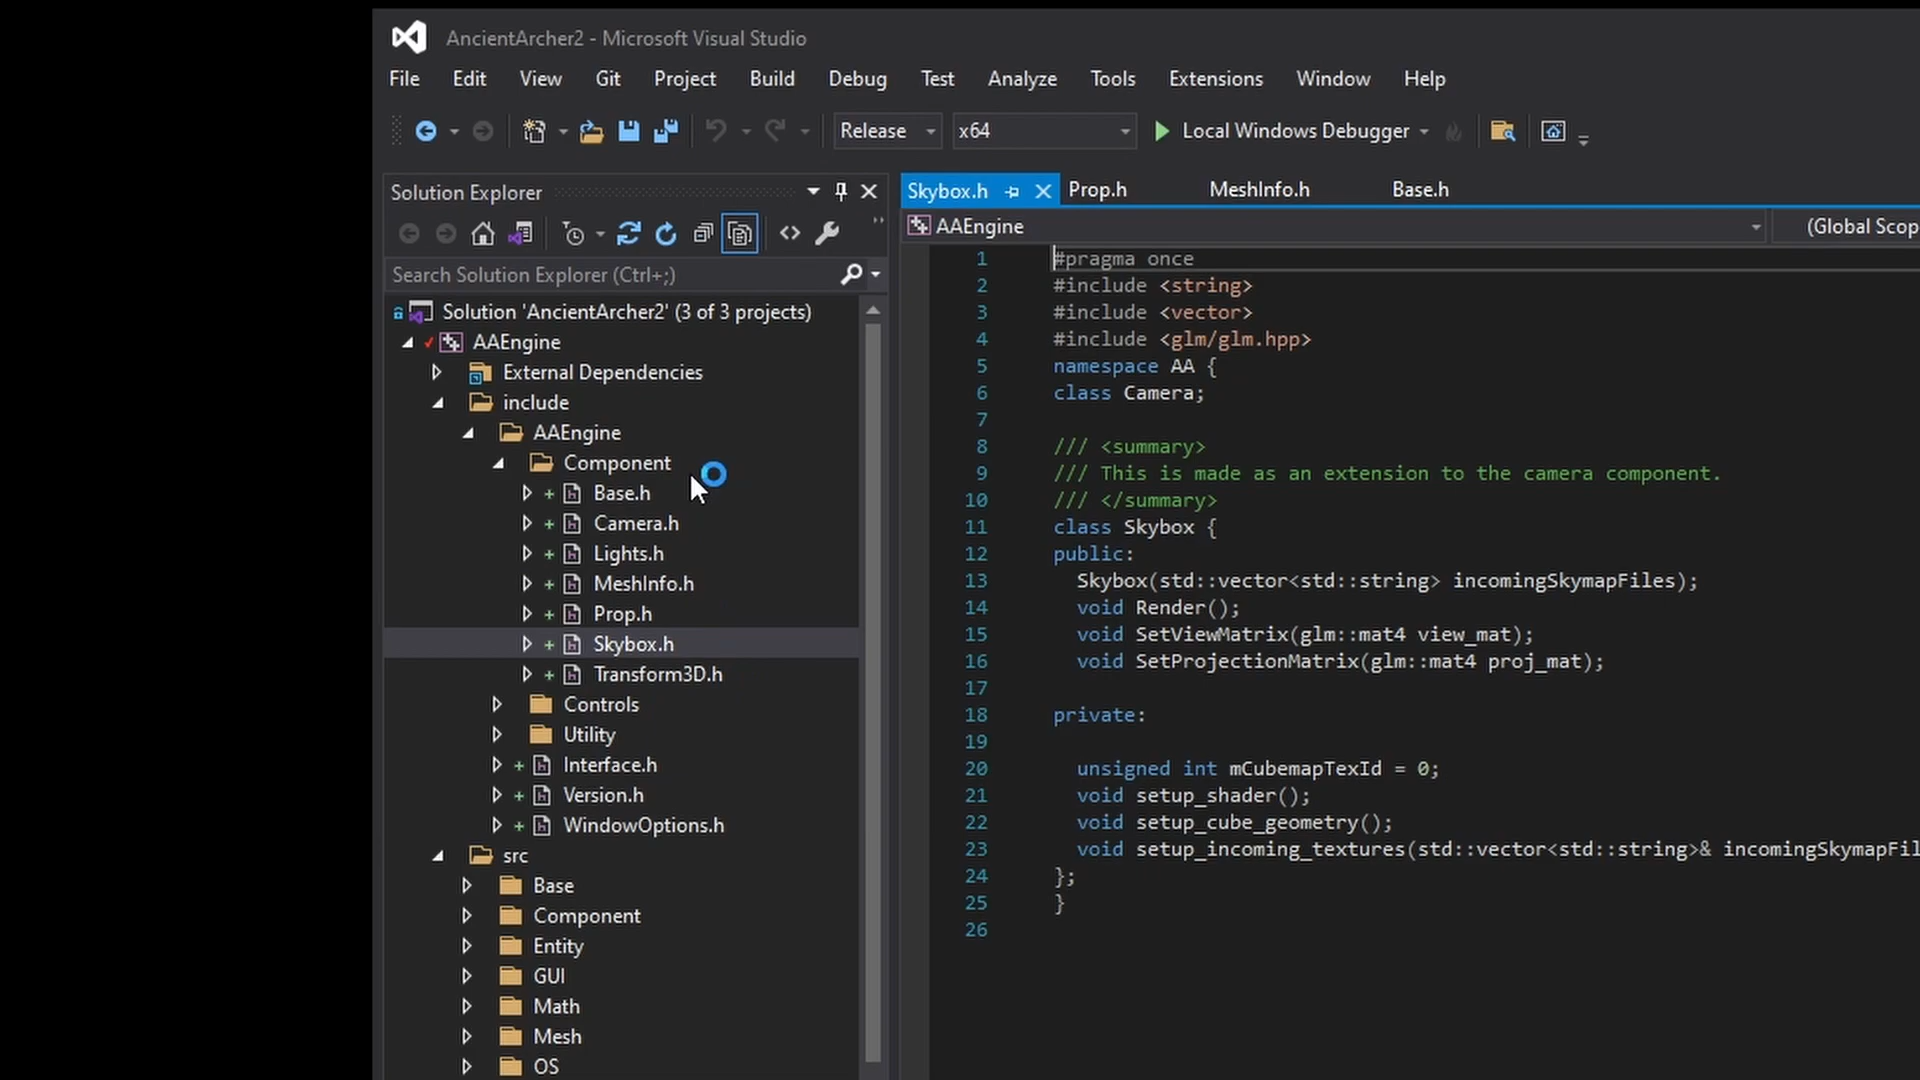 AncientArcher2 - Microsoft Visual Studio
File Edit View Git Project Build Debug Test Analyze Tools Extensions Window Help
Release x64 Local Windows Debugger
Solution Explorer
Search Solution Explorer (Ctrl+;)
Solution 'AncientArcher2' (3 of 3 projects)
AAEngine
External Dependencies
include
AAEngine
Component
Base.h
Camera.h
Lights.h
MeshInfo.h
Prop.h
Skybox.h
Transform3D.h
Controls
Utility
Interface.h
Version.h
WindowOptions.h
src
Base
Component
Entity
GUI
Math
Mesh
OS
Skybox.h Prop.h MeshInfo.h Base.h
AAEngine (Global Scop
1 #pragma once
2 #include <string>
3 #include <vector>
4 #include <glm/glm.hpp>
5 namespace AA {
6 class Camera;
7
8 /// <summary>
9 /// This is made as an extension to the camera component.
10 /// </summary>
11 class Skybox {
12 public:
13 Skybox(std::vector<std::string> incomingSkymapFiles);
14 void Render();
15 void SetViewMatrix(glm::mat4 view_mat);
16 void SetProjectionMatrix(glm::mat4 proj_mat);
17
18 private:
19
20 unsigned int mCubemapTexId = 0;
21 void setup_shader();
22 void setup_cube_geometry();
23 void setup_incoming_textures(std::vector<std::string>& incomingSkymapFil
24 };
25 }
26